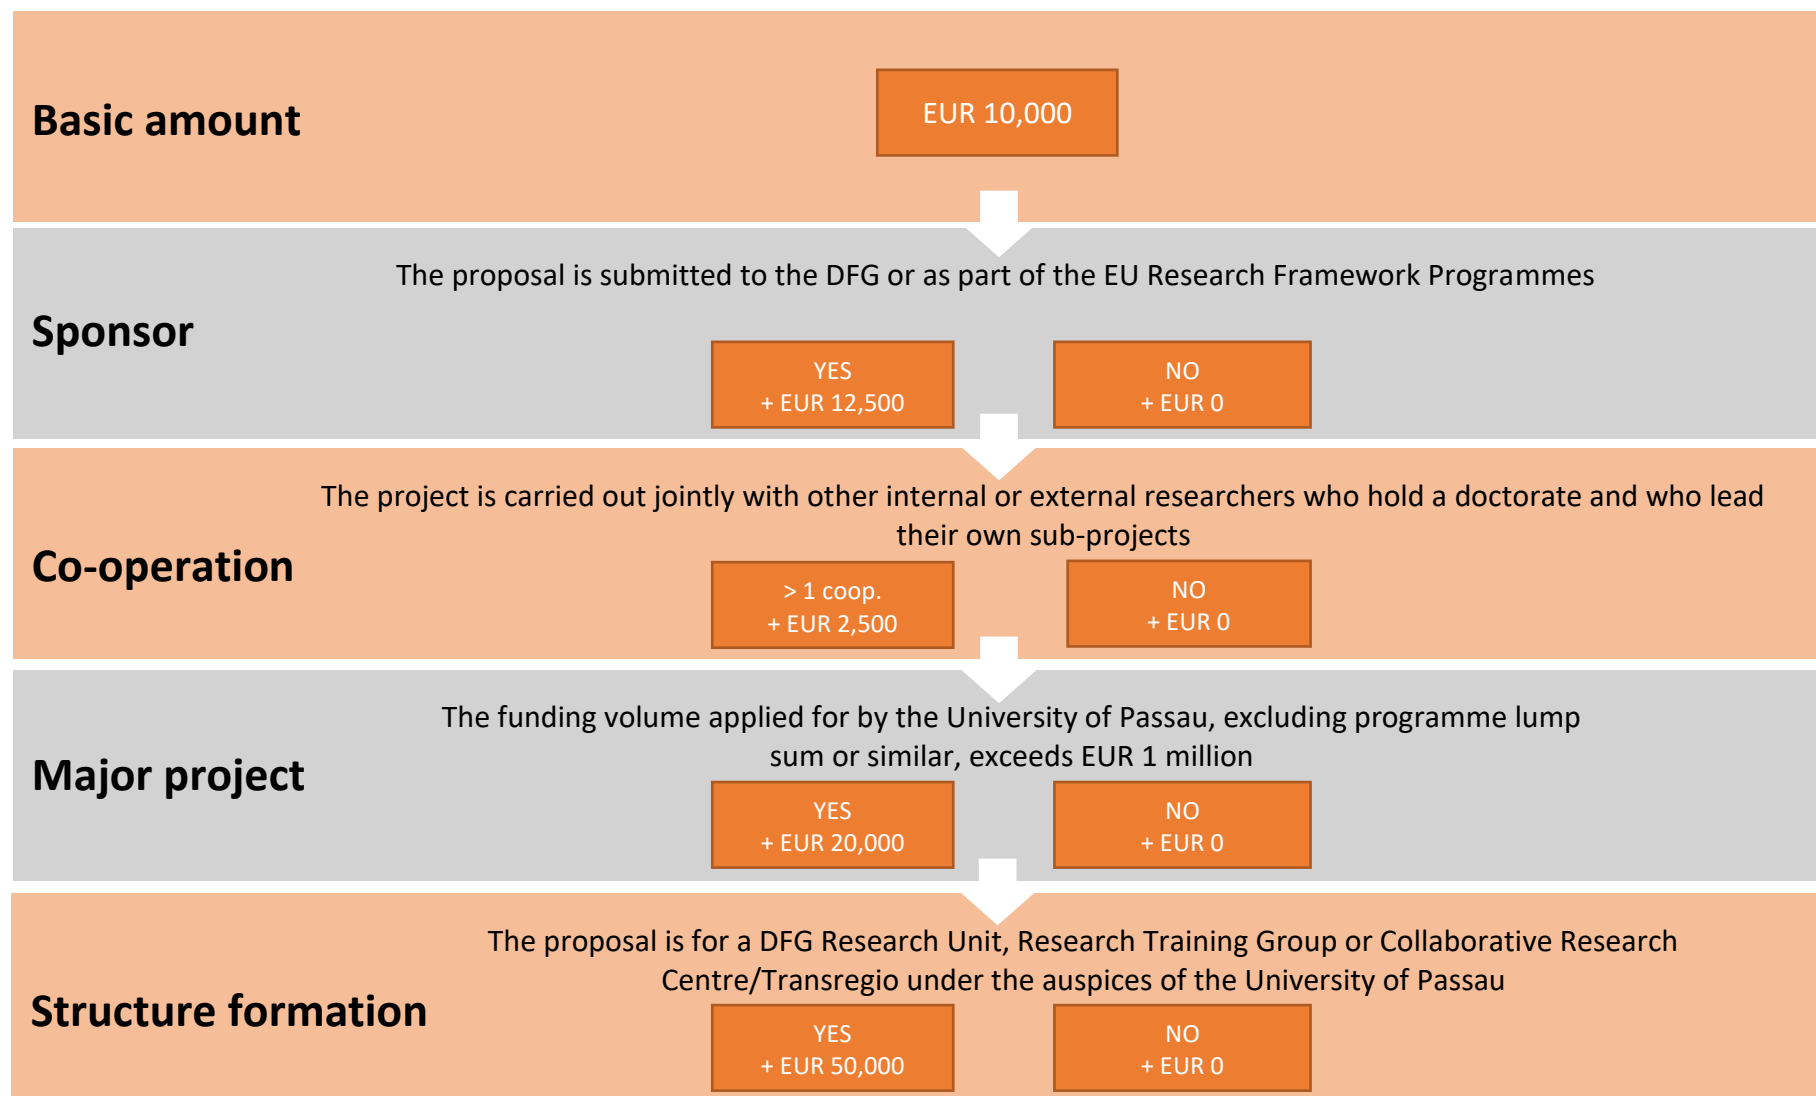 Basic amount
EUR 10,000
Sponsor
The proposal is submitted to the DFG or as part of the EU Research Framework Programmes
YES
+ EUR 12,500
NO
+ EUR 0
Co-operation
The project is carried out jointly with other internal or external researchers who hold a doctorate and who lead
their own sub-projects
> 1 coop.
+ EUR 2,500
NO
+ EUR 0
Major project
The funding volume applied for by the University of Passau, excluding programme lump
sum or similar, exceeds EUR 1 million
YES
+ EUR 20,000
NO
+ EUR 0
Structure formation
The proposal is for a DFG Research Unit, Research Training Group or Collaborative Research
Centre/Transregio under the auspices of the University of Passau
YES
+ EUR 50,000
NO
+ EUR 0